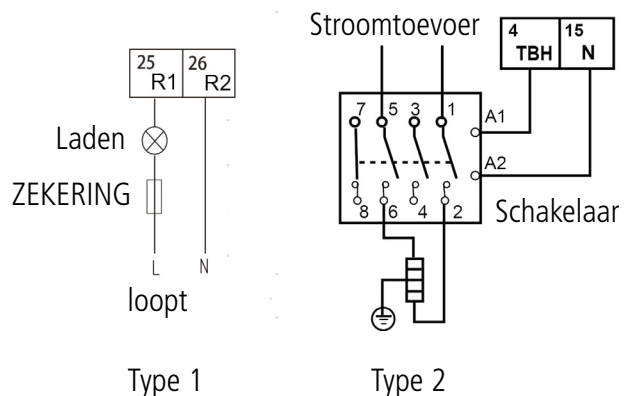 Stroomtoevoer
25 26
R1 R2
4 15
TBH N
Laden
ZEKERING
L N
loopt
7 5 3 1
A1
A2
8 6 4 2
Schakelaar
Type 1
Type 2